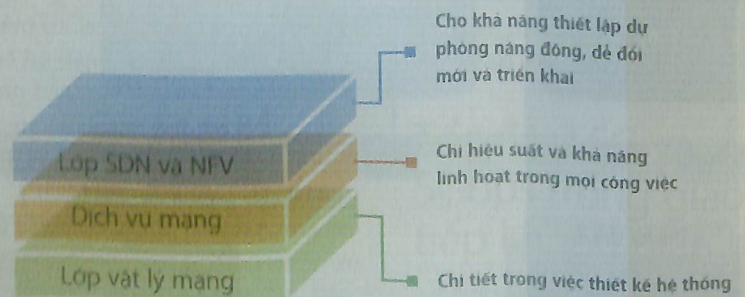 Cho khả năng thiết lập dự
phòng năng động, dễ đổi
mới và triển khai
Lớp SDN và NFV
Chỉ hiệu suất và khả năng
linh hoạt trong mọi công việc
Dịch vụ mạng
Lớp vật lý mạng
Chi tiết trong việc thiết kế hệ thống